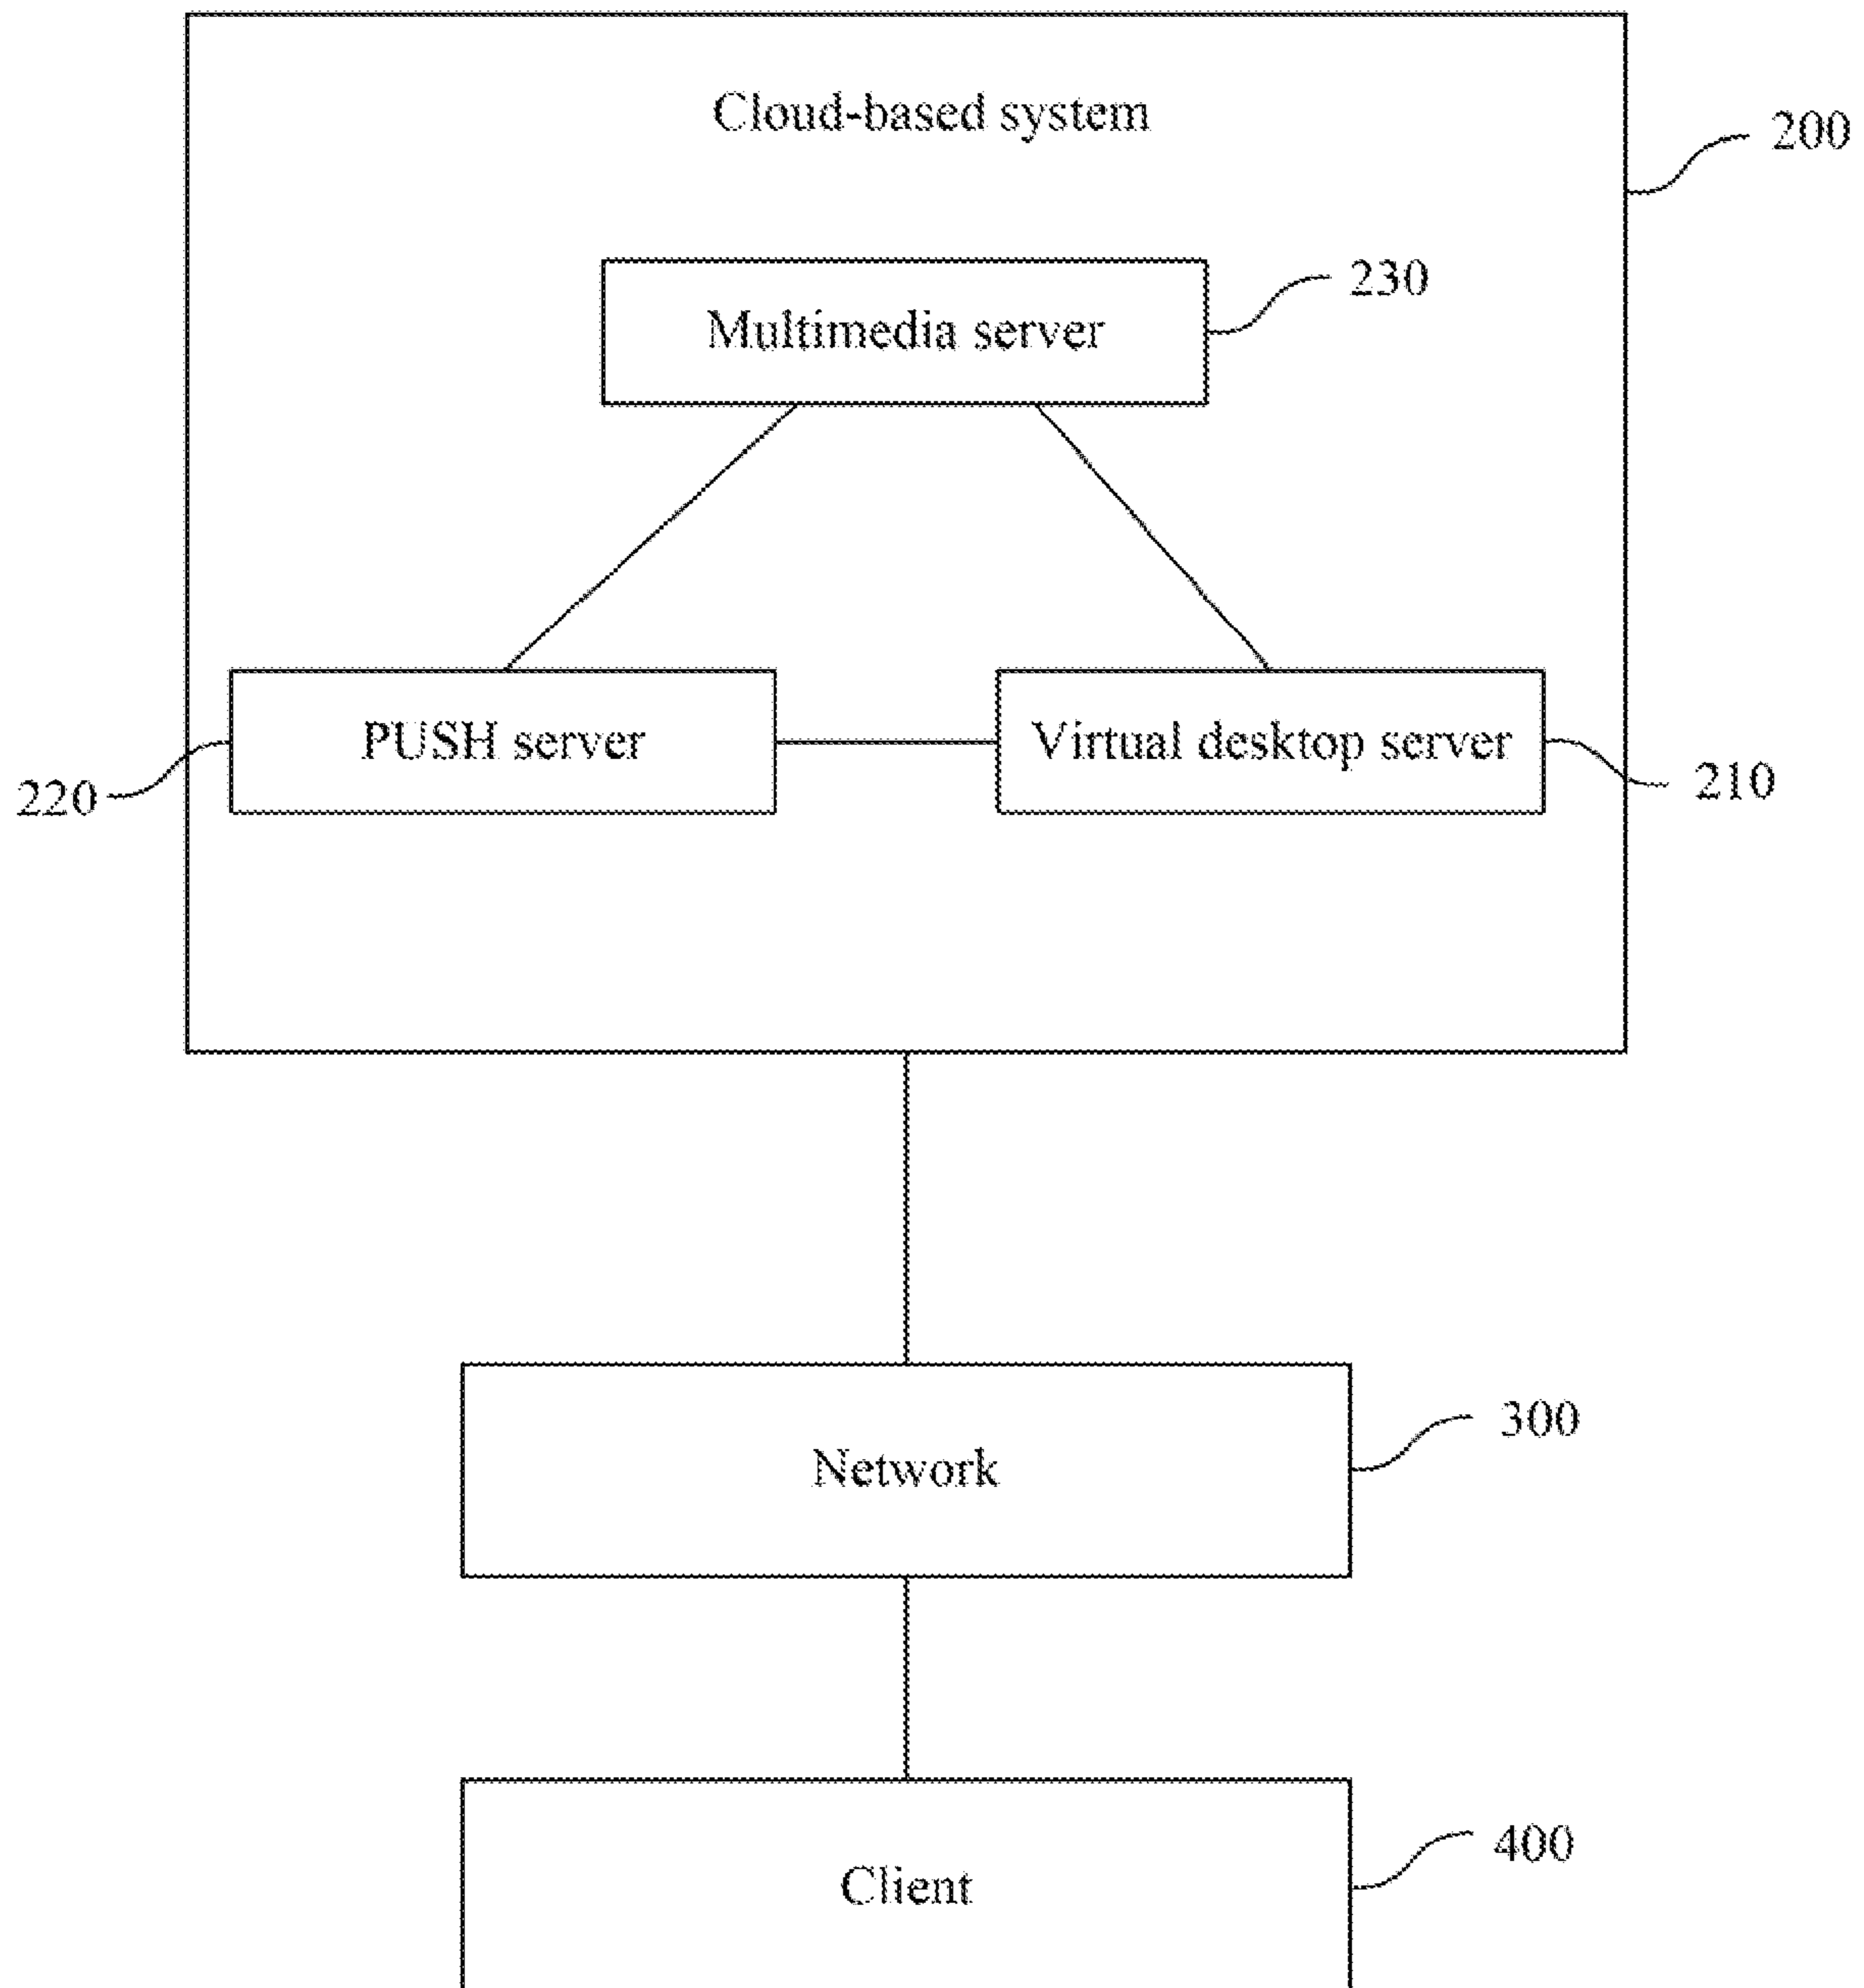 Cloud-based system
200
230
Multimedia server
PUSH server
Virtual desktop server
220
210
300
Network
400
Client